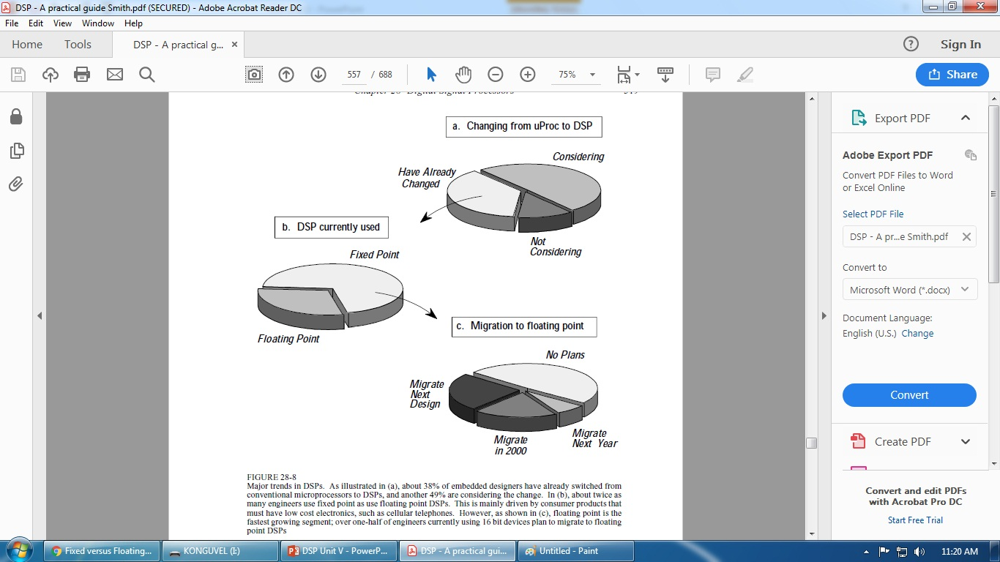 DSP - A practical guide Smith.pdf (SECURED) - Adobe Acrobat Reader DC
File Edit View Window Help
Home Tools DSP - A practical g... ×
? Sign In
557 / 688
75%
Share
Chapter 28- Digital Signal Processors 519
a. Changing from uProc to DSP
Considering
Have Already
Changed
Not
Considering
b. DSP currently used
Fixed Point
Floating Point
c. Migration to floating point
No Plans
Migrate
Next
Design
Migrate
in 2000
Migrate
Next Year
FIGURE 28-8
Major trends in DSPs. As illustrated in (a), about 38% of embedded designers have already switched from
conventional microprocessors to DSPs, and another 49% are considering the change. In (b), about twice as
many engineers use fixed point as use floating point DSPs. This is mainly driven by consumer products that
must have low cost electronics, such as cellular telephones. However, as shown in (c), floating point is the
fastest growing segment; over one-half of engineers currently using 16 bit devices plan to migrate to floating
point DSPs
Export PDF
Adobe Export PDF
Convert PDF Files to Word
or Excel Online
Select PDF File
DSP - A pr...e Smith.pdf
Convert to
Microsoft Word (*.docx)
Document Language:
English (U.S.) Change
Convert
Create PDF
Convert and edit PDFs
with Acrobat Pro DC
Start Free Trial
Fixed versus Floating...
KONGUVEL (I:)
DSP Unit V - PowerP...
DSP - A practical gui...
Untitled - Paint
11:20 AM